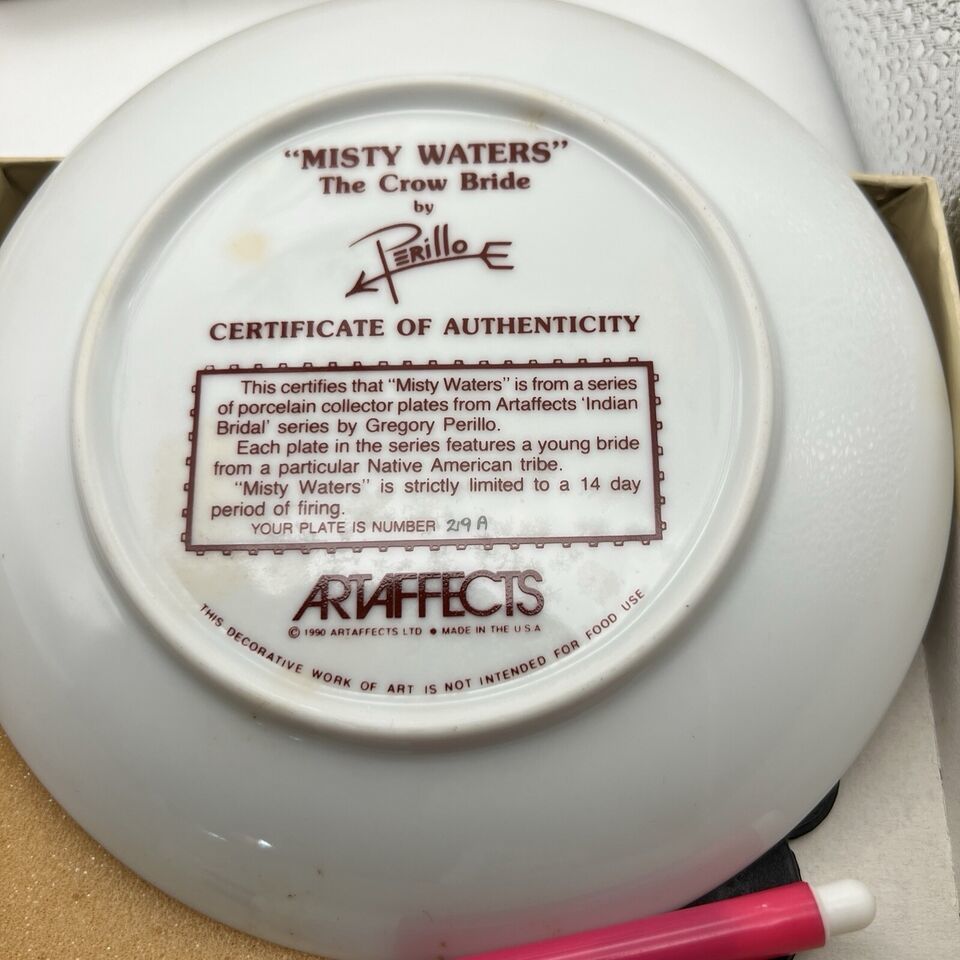 “MISTY WATERS”
The Crow Bride
by
PERILLO
CERTIFICATE OF AUTHENTICITY
This certifies that “Misty Waters” is from a series
of porcelain collector plates from Artaffects ‘Indian
Bridal’ series by Gregory Perillo.
Each plate in the series features a young bride
from a particular Native American tribe.
“Misty Waters” is strictly limited to a 14 day
period of firing.
YOUR PLATE IS NUMBER 219A
ARTAFFECTS
© 1990 ARTAFFECTS LTD ● MADE IN THE U.S.A
THIS DECORATIVE WORK OF ART IS NOT INTENDED FOR FOOD USE